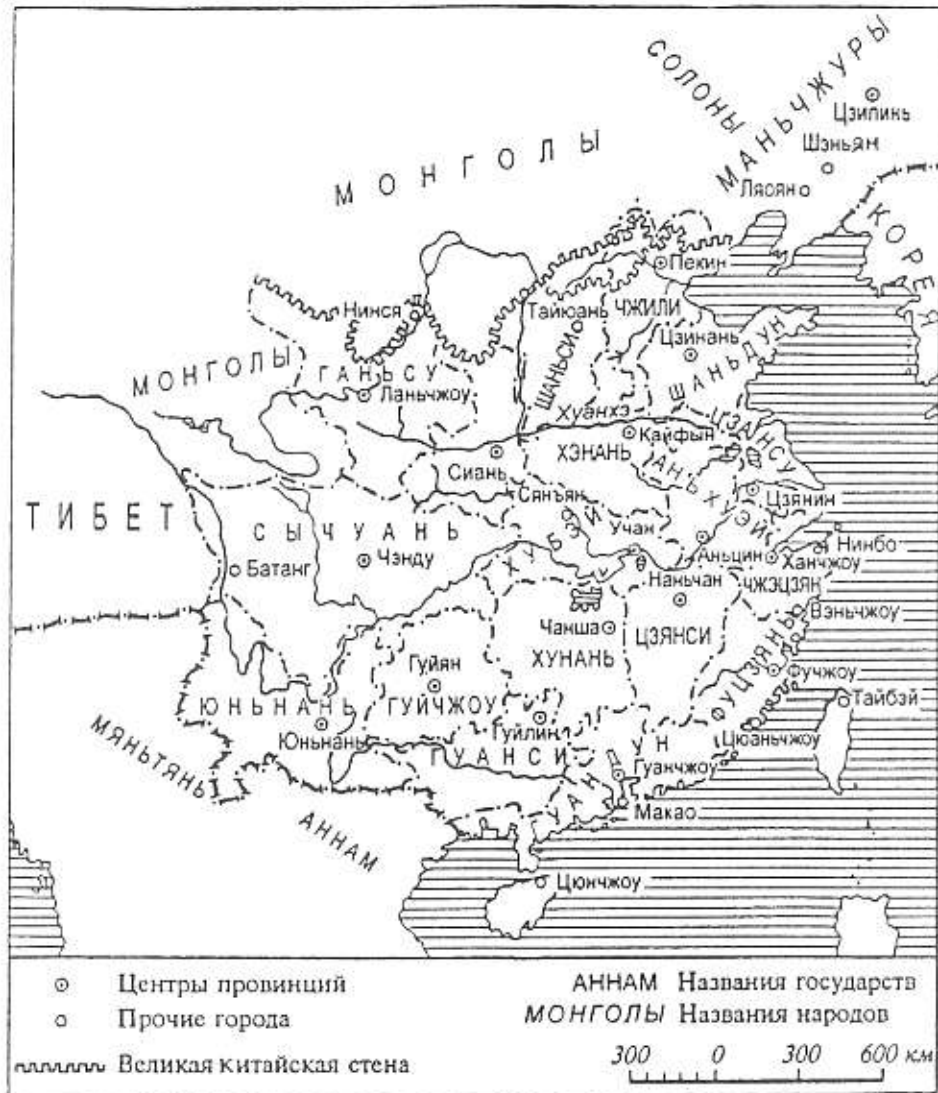 СОЛОНЫ
МАНЬЧЖУРЫ
Цзилинь
Шэньян
Ляоян
МОНГОЛЫ
КОРЕЯ
Пекин
Нинся
Тайюань
ЧЖИЛИ
Цзинань
ШАНЬДУН
МОНГОЛЫ
ГАНЬСУ
ШАНЬСИ
Ланьчжоу
Хуанхэ
ЦЗАНСУ
Кайфын
ХЭНАНЬ
АНЬХУЭЙ
Сиань
Сянъян
Цзянин
ТИБЕТ
СЫЧУАНЬ
ХУБЭЙ
Учан
Нинбо
Чэнду
Аньцин
Ханчжоу
Батанг
Наньчан
ЧЖЭЦЗЯН
Вэньчжоу
Чанша
ЦЗЯНСИ
ХУНАНЬ
ФУЦЗЯНЬ
Фучжоу
Гуйян
Тайбэй
ЮНЬНАНЬ
ГУЙЧЖОУ
Гуйлин
Цюаньчжоу
Юньнань
ГУАНСИ
ГУАНДУН
Гуанчжоу
МЯНЬТЯНЬ
Макао
АННАМ
Цюнчжоу
Центры провинций
АННАМ Названия государств
Прочие города
МОНГОЛЫ Названия народов
Великая китайская стена
300 0 300 600 км